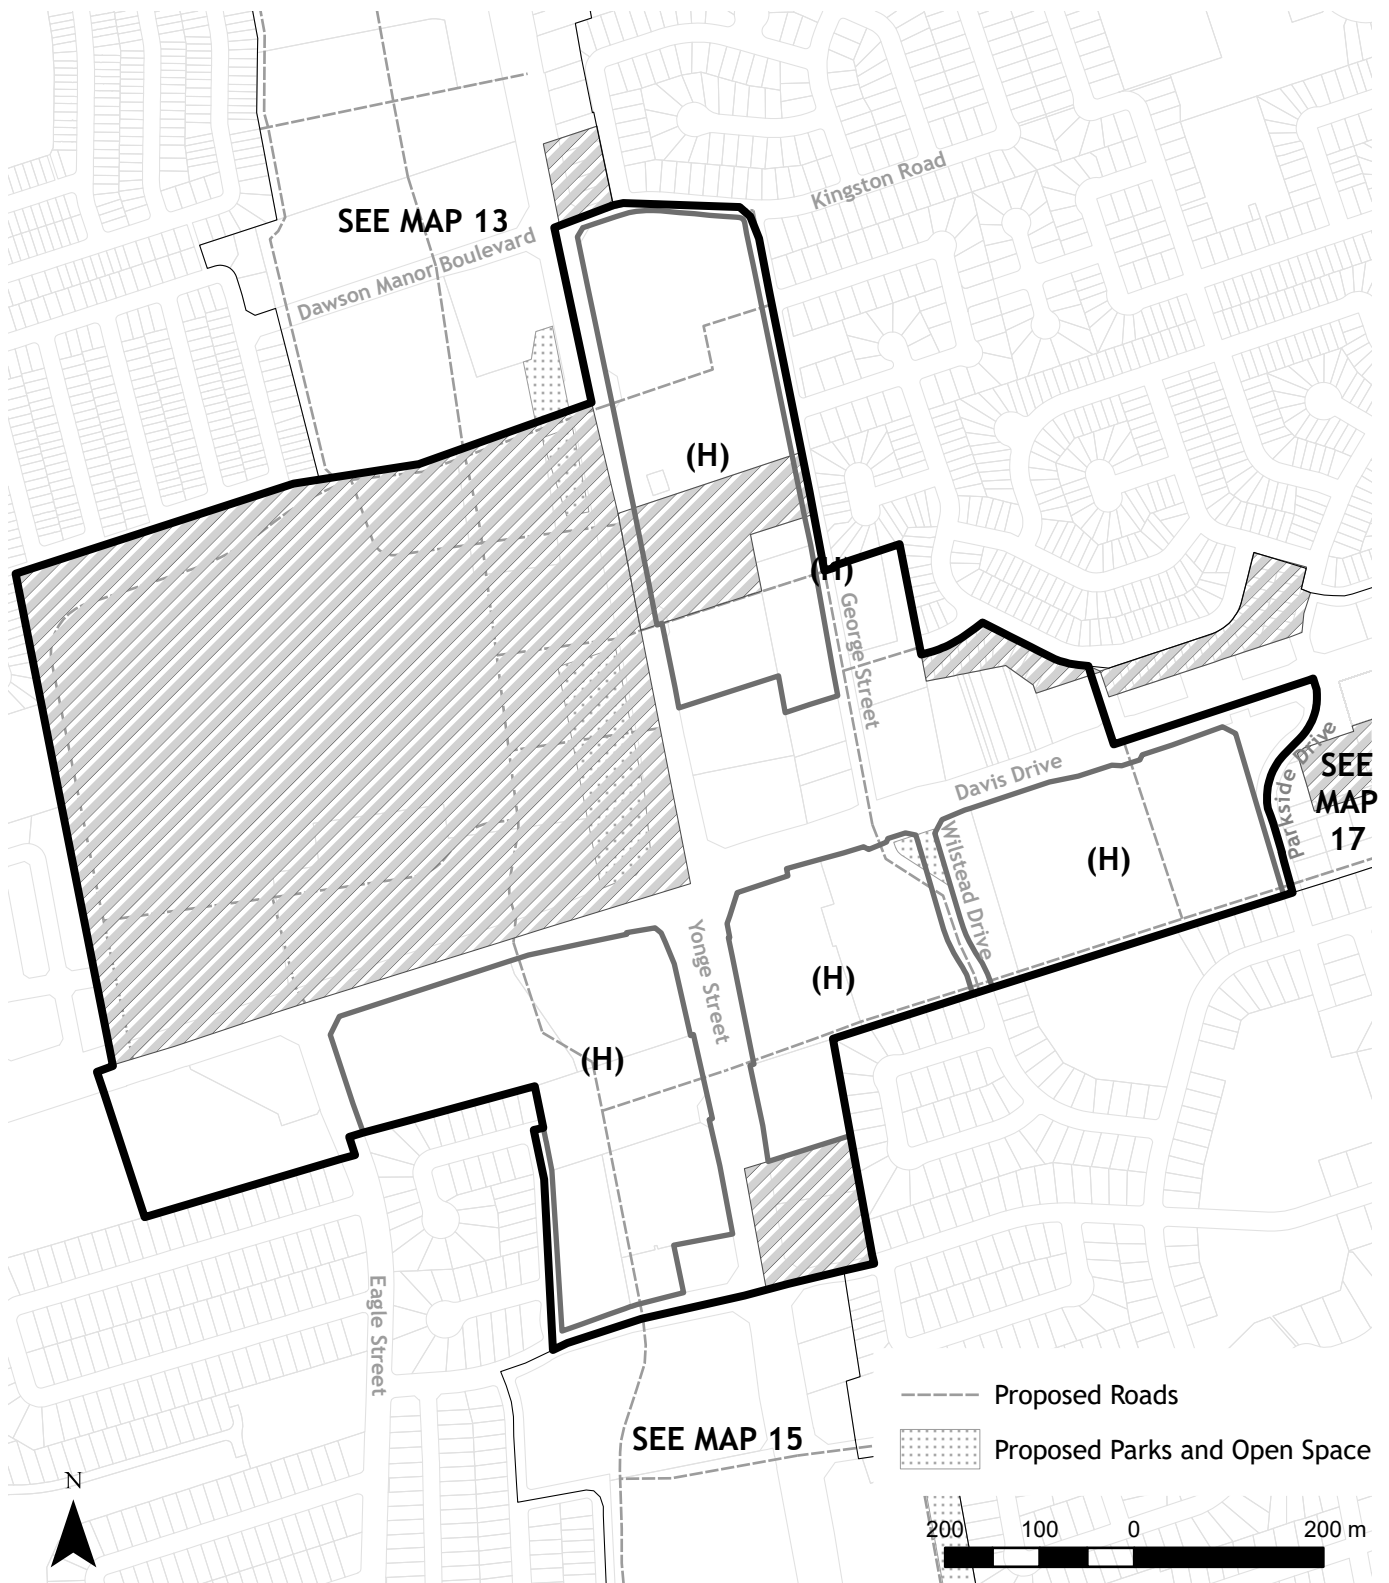 Kingston Road
SEE MAP 13
Dawson Manor Boulevard
(H)
(H)
George Street
Parkside Drive
SEE
MAP
17
Davis Drive
Wilstead Drive
(H)
Yonge Street
(H)
(H)
Eagle Street
Proposed Roads
SEE MAP 15
Proposed Parks and Open Space
N
200 100 0 200 m